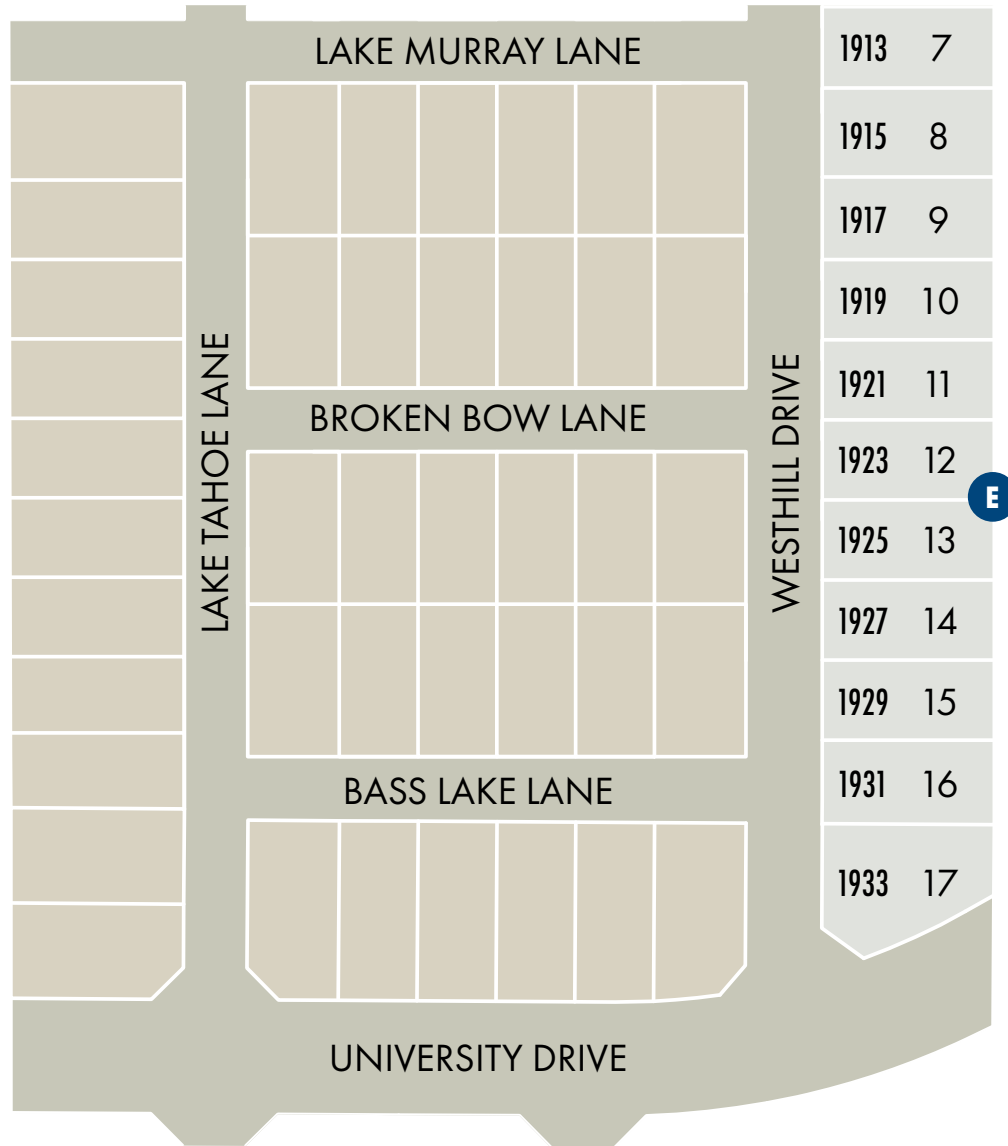 LAKE MURRAY LANE
1913 7
1915 8
1917 9
1919 10
LAKE TAHOE LANE
BROKEN BOW LANE
WESTHILL DRIVE
1921 11
1923 12
E
1925 13
1927 14
1929 15
BASS LAKE LANE
1931 16
1933 17
UNIVERSITY DRIVE